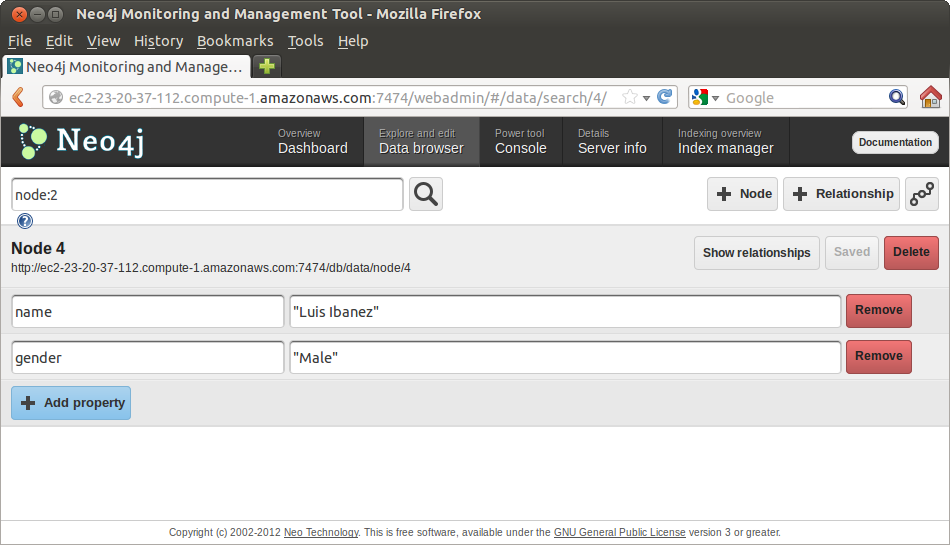 Neo4j Monitoring and Management Tool - Mozilla Firefox
File Edit View History Bookmarks Tools Help
Neo4j Monitoring and Manage...
ec2-23-20-37-112.compute-1.amazonaws.com:7474/webadmin/#/data/search/4/ Google
Neo4j
Overview Explore and edit Power tool Details Indexing overview
Dashboard Data browser Console Server info Index manager
Documentation
node:2
Node Relationship
?
Node 4
Show relationships Saved Delete
http://ec2-23-20-37-112.compute-1.amazonaws.com:7474/db/data/node/4
name "Luis Ibanez" Remove
gender "Male" Remove
Add property
Copyright (c) 2002-2012 Neo Technology. This is free software, available under the GNU General Public License version 3 or greater.